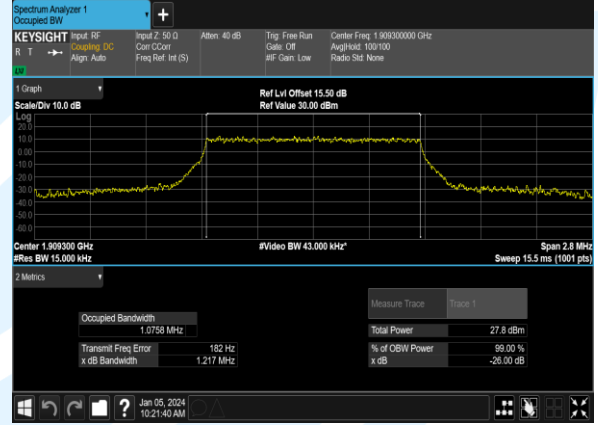 Spectrum Analyzer 1
Occupied BW
KEYSIGHT
R T
Input: RF
Coupling: DC
Align: Auto
Input Z: 50 Ω
Corr CCorr
Freq Ref: Int (S)
Atten: 40 dB
Trig: Free Run
Gate: Off
#IF Gain: Low
Center Freq: 1.909300000 GHz
Avg|Hold: 100/100
Radio Std: None
1 Graph
Scale/Div 10.0 dB
Ref Lvl Offset 15.50 dB
Ref Value 30.00 dBm
Log
20.0
10.0
0.00
-10.0
-20.0
-30.0
-40.0
-50.0
-60.0
Center 1.909300 GHz
#Res BW 15.000 kHz
#Video BW 43.000 kHz*
Span 2.8 MHz
Sweep 15.5 ms (1001 pts)
2 Metrics
Measure Trace Trace 1
Occupied Bandwidth
1.0758 MHz
Total Power 27.8 dBm
Transmit Freq Error 182 Hz
% of OBW Power 99.00 %
x dB Bandwidth 1.217 MHz
x dB -26.00 dB
?
Jan 05, 2024
10:21:40 AM